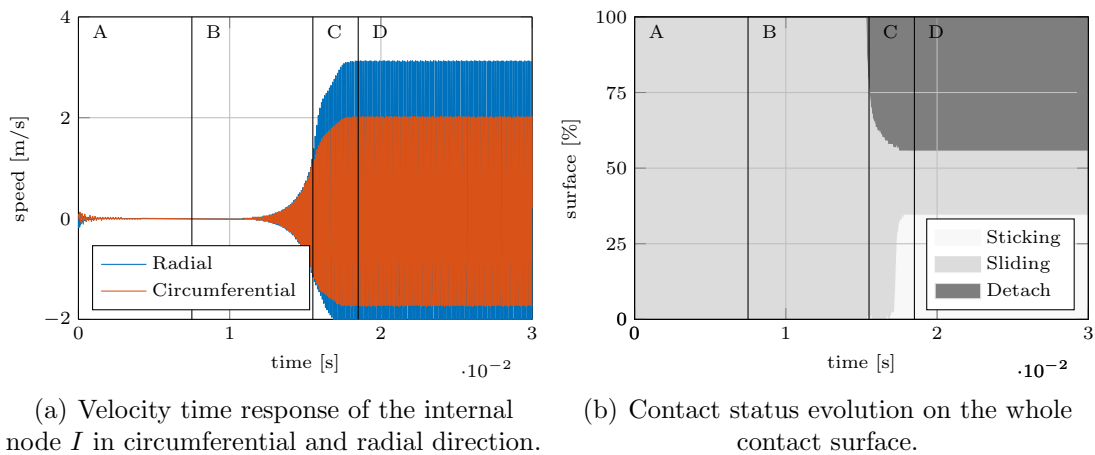 4
2
0
−2
0
1
2
3
A
B
C
D
Radial
Circumferential
speed [m/s]
time [s]
·10−2
100
75
50
25
0
0
1
2
3
A
B
C
D
Sticking
Sliding
Detach
surface [%]
time [s]
·10−2
(a) Velocity time response of the internal
node I in circumferential and radial direction.
(b) Contact status evolution on the whole
contact surface.